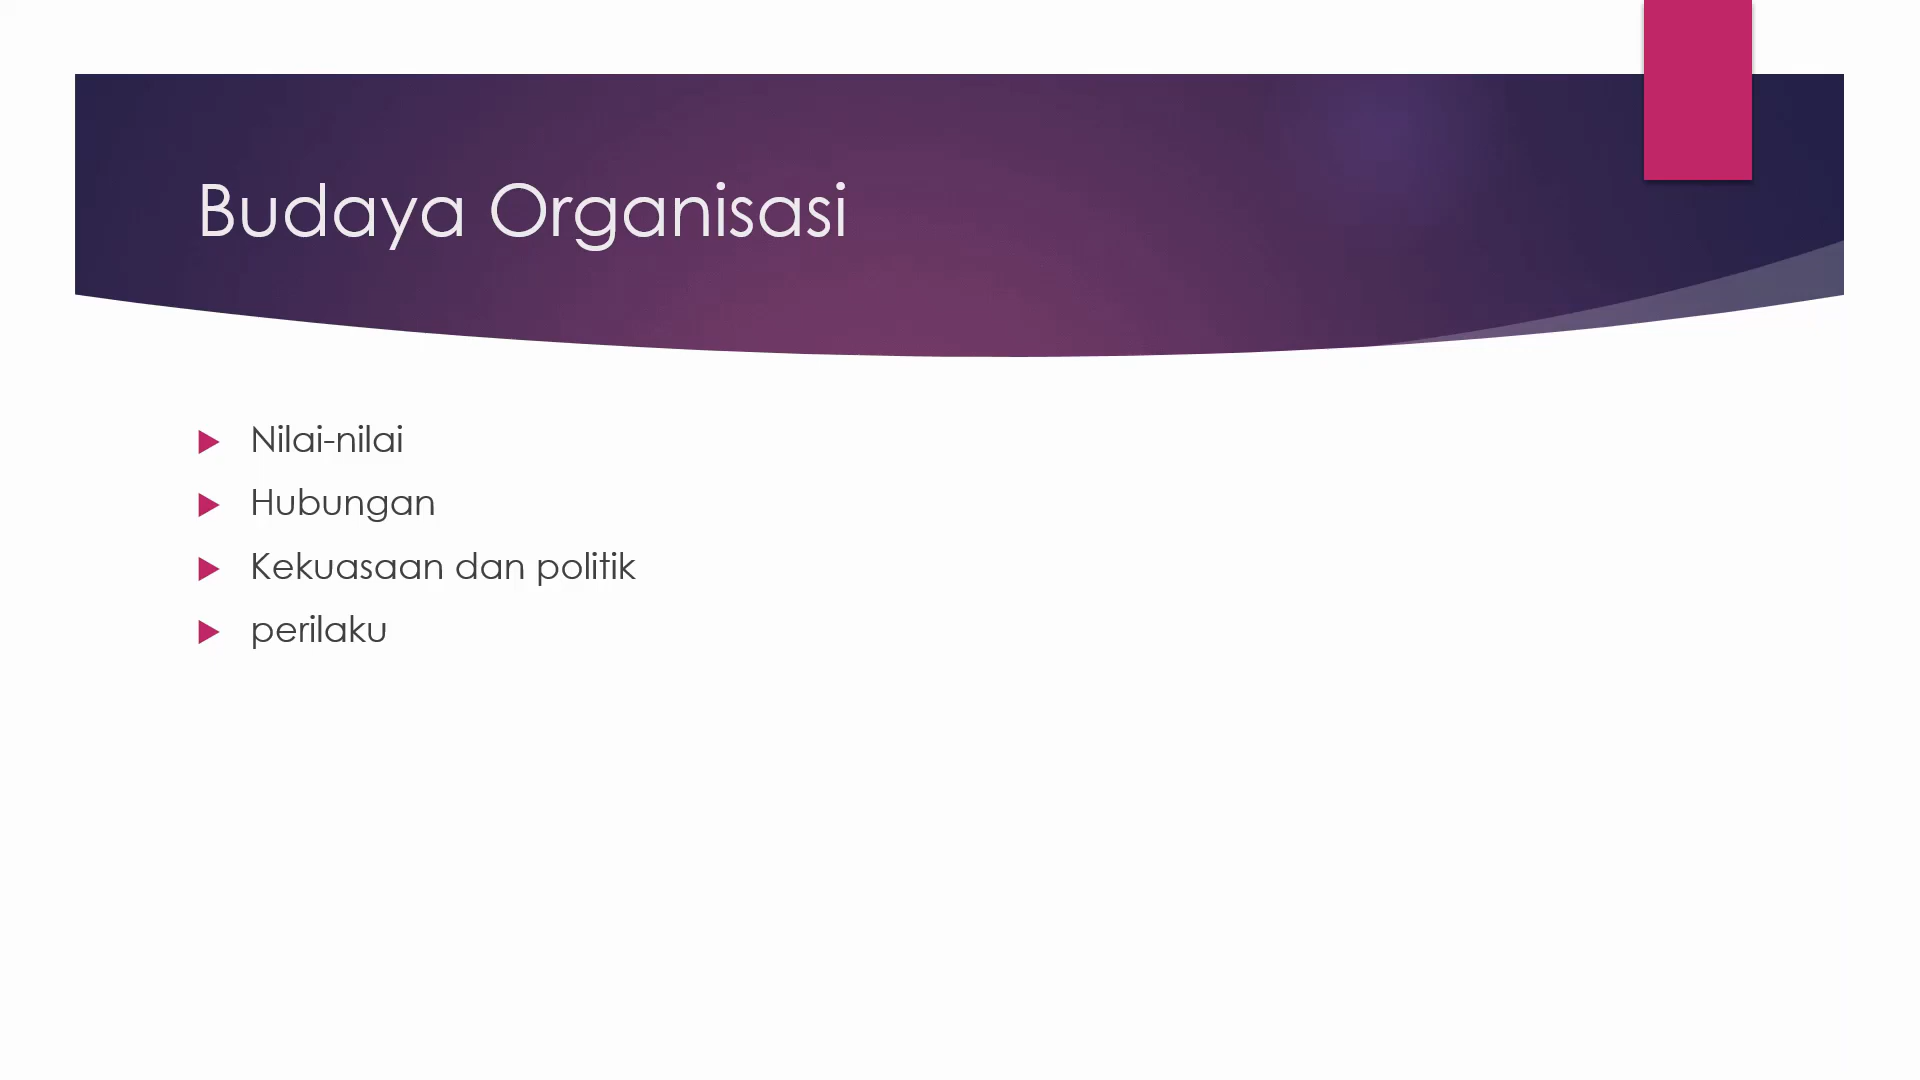 Budaya Organisasi
Nilai-nilai
Hubungan
Kekuasaan dan politik
perilaku